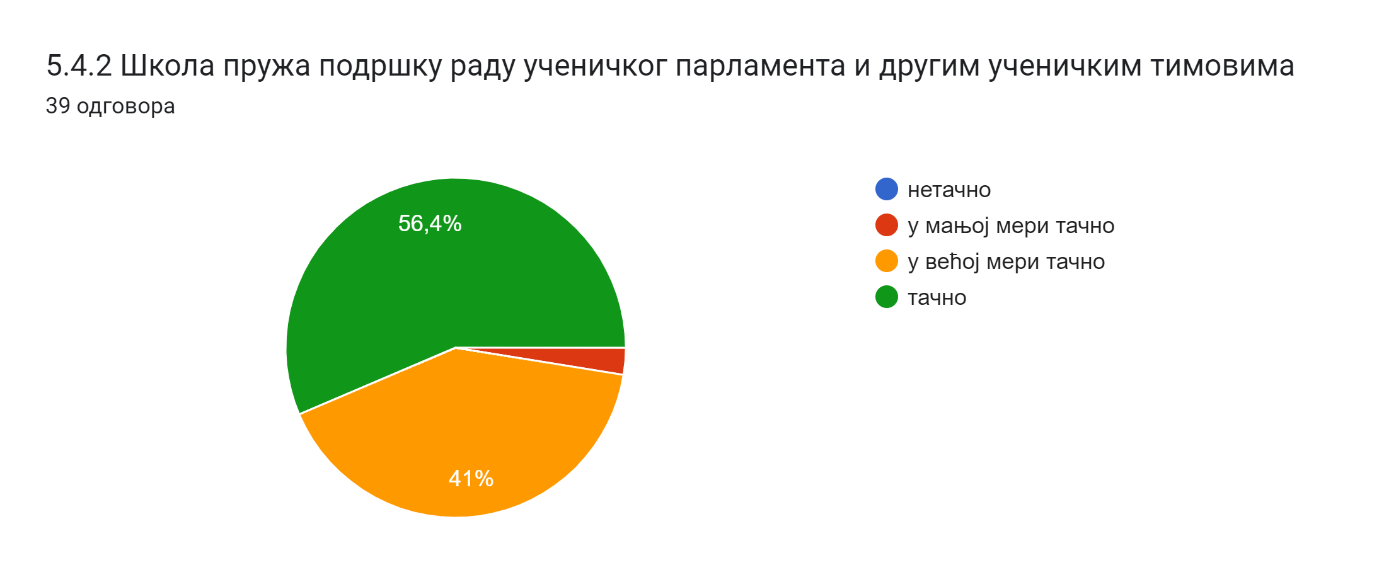 5.4.2 Школа пружа подршку раду ученичког парламента и другим ученичким тимовима
39 одговора
56,4%
41%
нетачно
у мањој мери тачно
у већој мери тачно
тачно